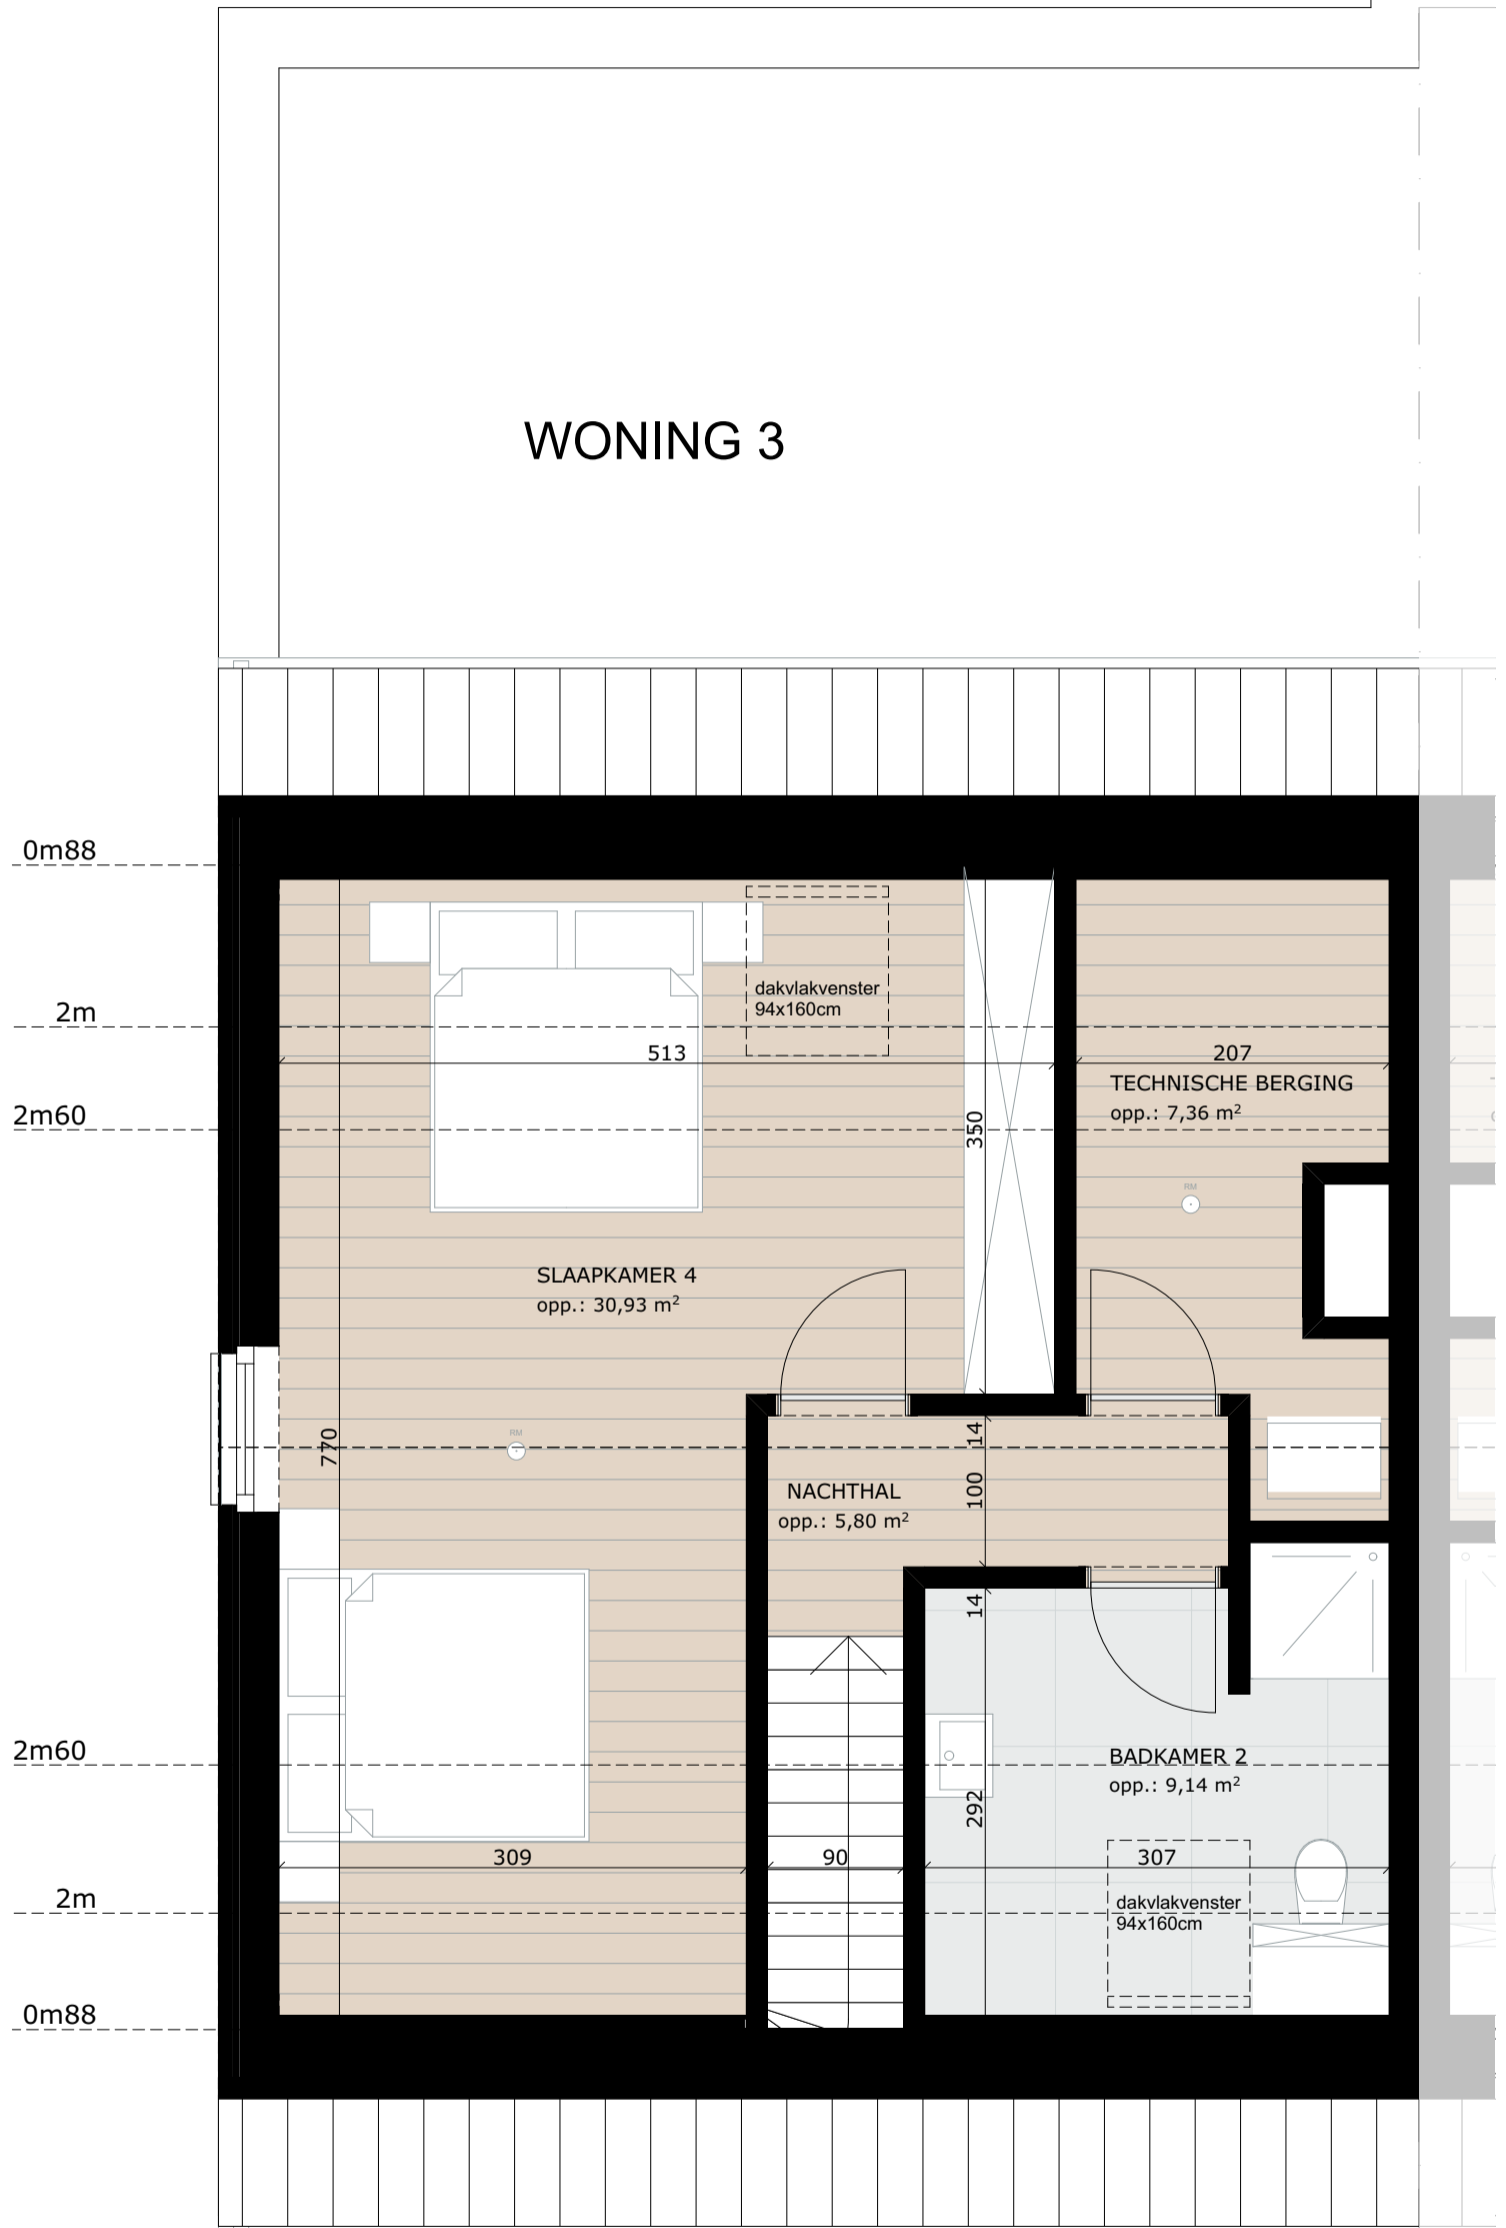 WONING 3
0m88
2m
2m60
dakvlakvenster
94x160cm
513
207
TECHNISCHE BERGING
opp.: 7,36 m²
350
RM
SLAAPKAMER 4
opp.: 30,93 m²
770
RM
14
NACHTHAL
opp.: 5,80 m²
100
14
2m60
BADKAMER 2
opp.: 9,14 m²
292
309
90
307
2m
dakvlakvenster
94x160cm
0m88